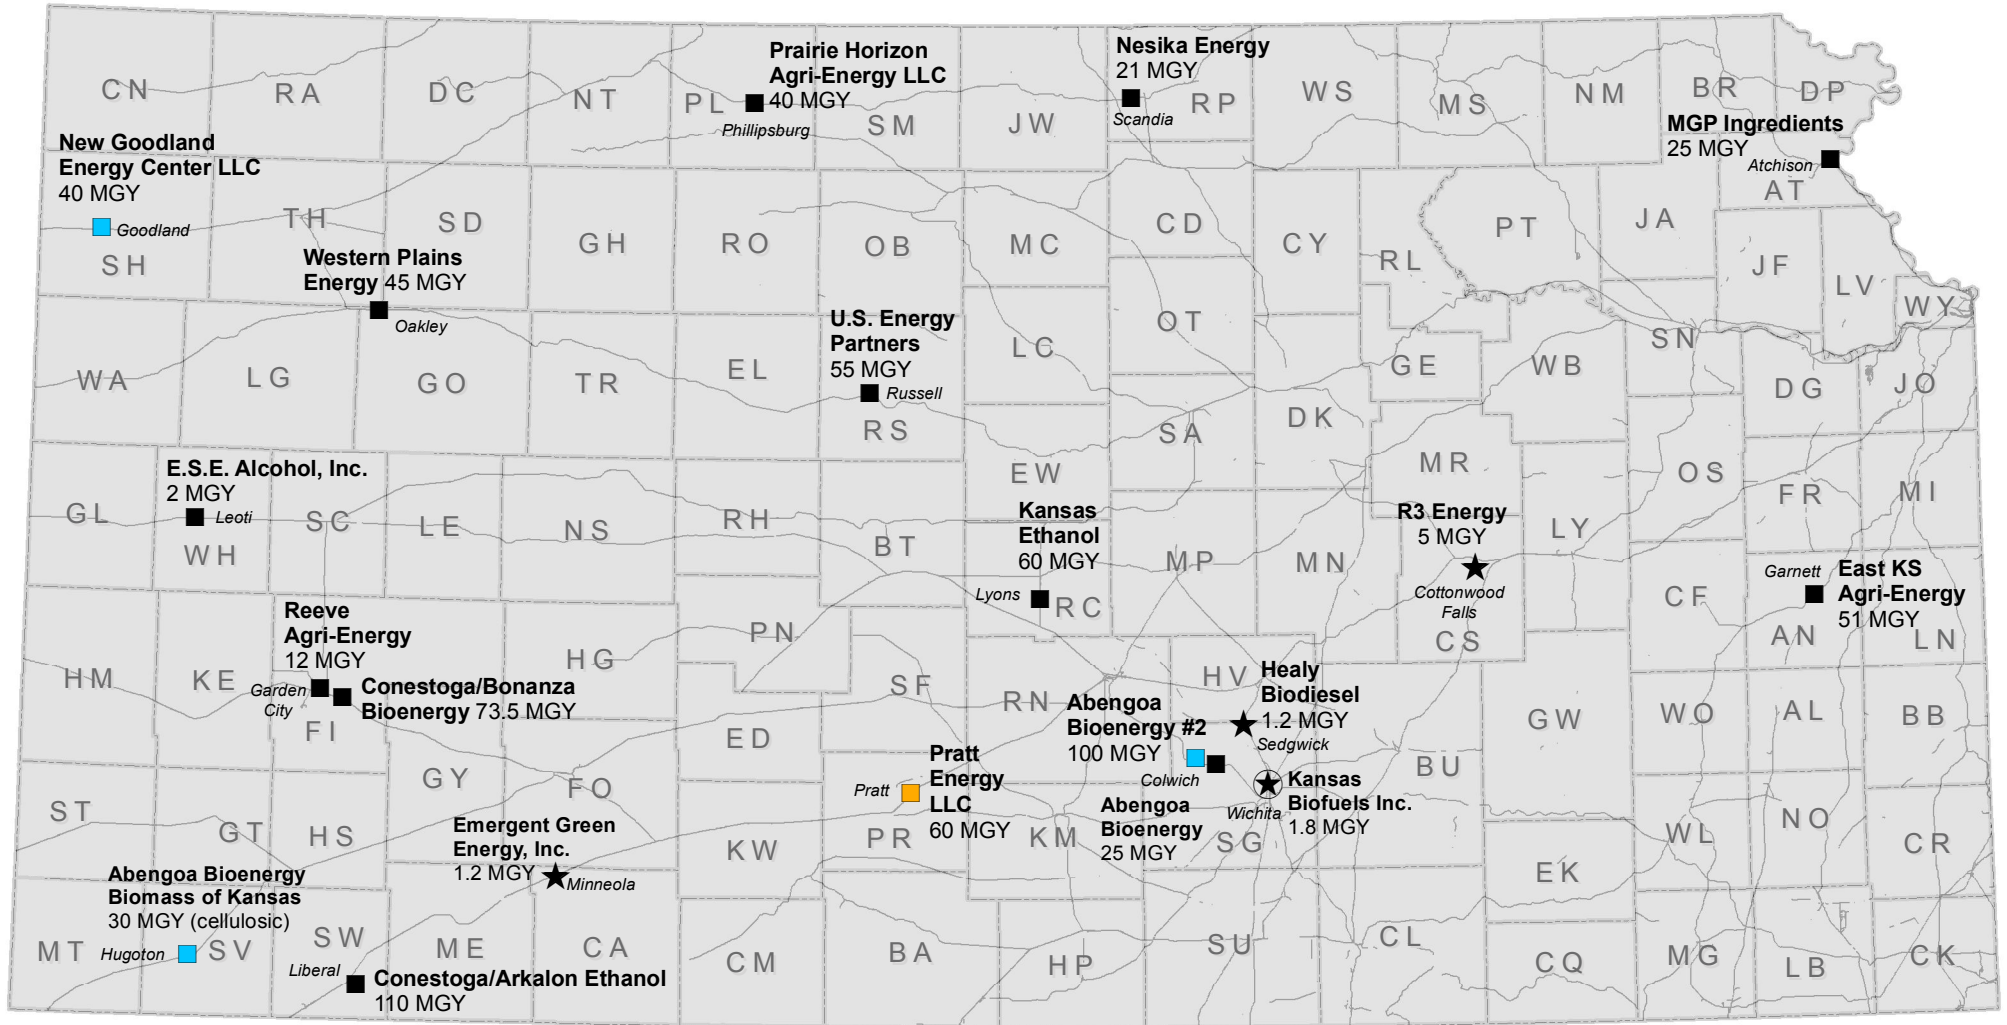 CN
RA
DC
NT
PL
Prairie Horizon
Agri-Energy LLC
40 MGY
Phillipsburg
SM
JW
Nesika Energy
21 MGY
Scandia
RP
WS
MS
NM
BR
DP
MGP Ingredients
25 MGY
Atchison
AT
New Goodland
Energy Center LLC
40 MGY
Goodland
SH
TH
SD
GH
RO
OB
MC
CD
CY
RL
PT
JA
JF
LV
WY
Western Plains
Energy 45 MGY
Oakley
U.S. Energy
Partners
55 MGY
Russell
RS
WA
LG
GO
TR
EL
LC
OT
SA
DK
GE
WB
SN
DG
JO
E.S.E. Alcohol, Inc.
2 MGY
Leoti
GL
WH
SC
LE
NS
RH
BT
EW
Kansas
Ethanol
60 MGY
Lyons
RC
MP
MN
MR
R3 Energy
5 MGY
Cottonwood
Falls
CS
LY
OS
FR
MI
CF
Garnett
East KS
Agri-Energy
51 MGY
AN
LN
Reeve
Agri-Energy
12 MGY
Garden
City
Conestoga/Bonanza
Bioenergy 73.5 MGY
HM
KE
FI
HG
PN
SF
RN
HV
Healy
Biodiesel
1.2 MGY
Sedgwick
Abengoa
Bioenergy #2
100 MGY
Colwich
Abengoa
Bioenergy
25 MGY
Wichita
Kansas
Biofuels Inc.
1.8 MGY
SG
BU
GW
WO
AL
BB
ED
GY
FO
Pratt
Pratt
Energy
LLC
60 MGY
PR
KM
KW
ST
GT
HS
Emergent Green
Energy, Inc.
1.2 MGY
Minneola
EK
WL
NO
CR
Abengoa Bioenergy
Biomass of Kansas
30 MGY (cellulosic)
Hugoton
MT
SV
SW
Liberal
Conestoga/Arkalon Ethanol
110 MGY
ME
CA
CM
BA
HP
SU
CL
CQ
MG
LB
CK